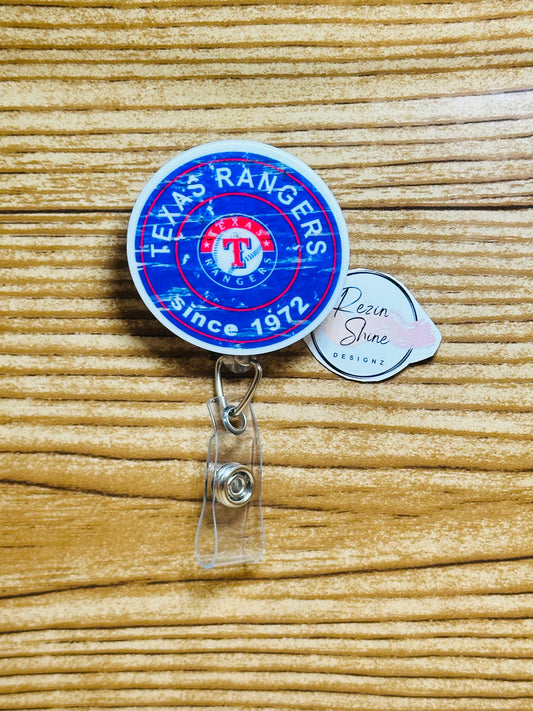 TEXAS RANGERS
TEXAS
T
RANGERS
Since 1972
Rezin
Shine
DESIGNZ